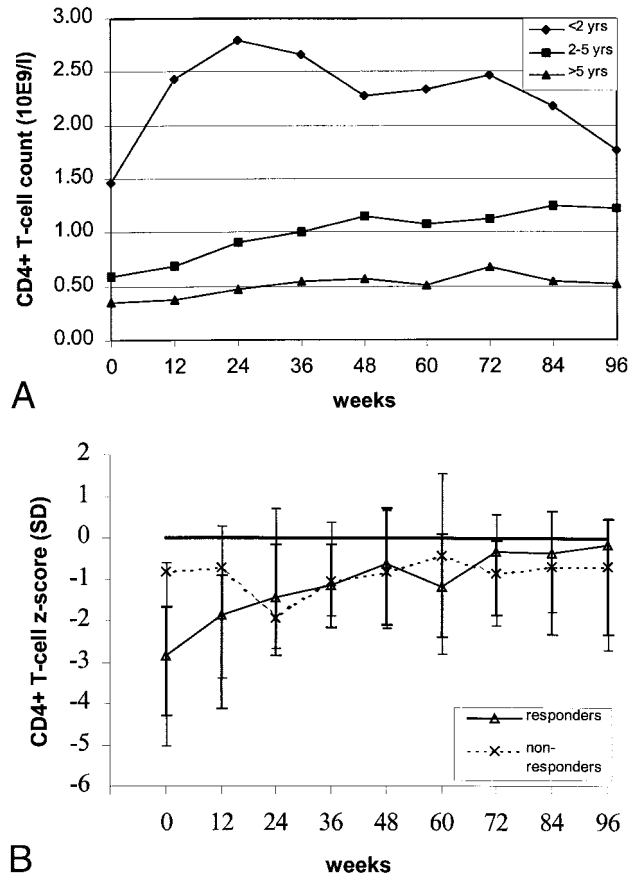 3.00
2.50
2.00
1.50
1.00
0.50
0.00
CD4+ T-cell count (10E9/l)
<2 yrs
2-5 yrs
>5 yrs
0 12 24 36 48 60 72 84 96
weeks
A
2
1
0
-1
-2
-3
-4
-5
-6
CD4+ T-cell z-score (SD)
responders
non-
responders
0 12 24 36 48 60 72 84 96
weeks
B